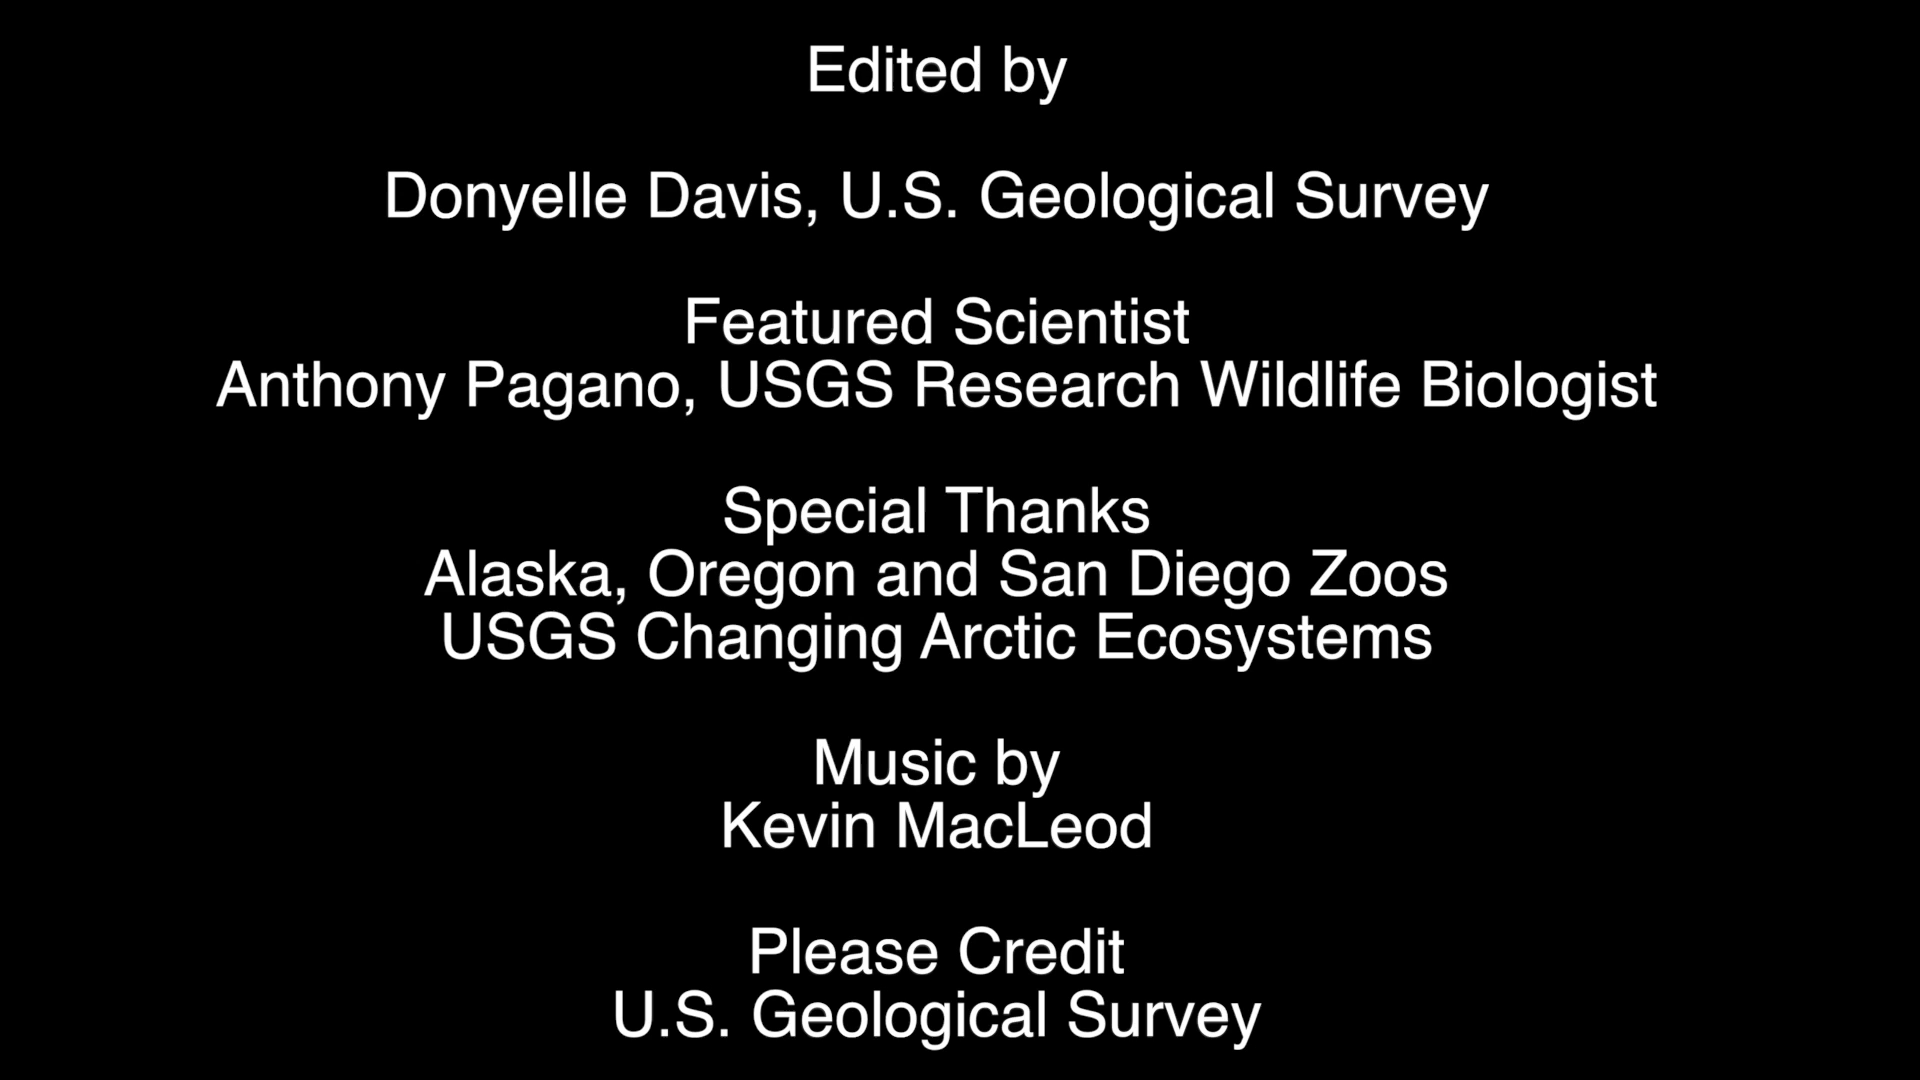 Edited by
Donyelle Davis, U.S. Geological Survey
Featured Scientist
Anthony Pagano, USGS Research Wildlife Biologist
Special Thanks
Alaska, Oregon and San Diego Zoos
USGS Changing Arctic Ecosystems
Music by
Kevin MacLeod
Please Credit
U.S. Geological Survey